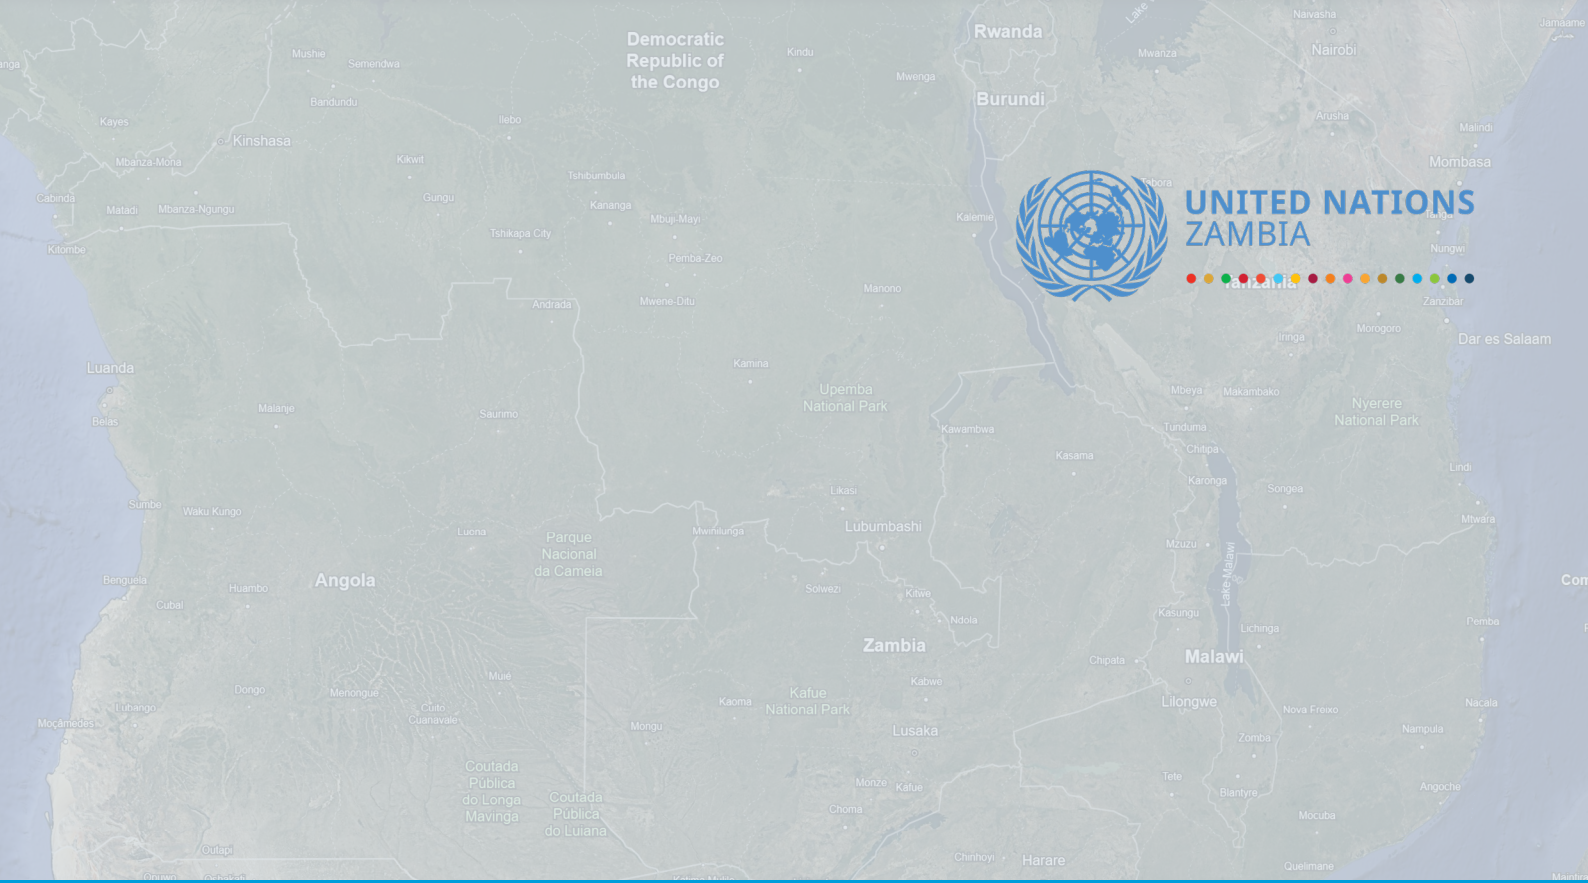 Democratic
Republic of
the Congo
Rwanda
Naivasha
Nairobi
Jamaame
Mushie
Semendwa
Kindu
Mwenga
Mwanza
Burundi
Bandundu
Kayes
Ilebo
Arusha
Malindi
Kinshasa
Mbanza-Mona
Kikwit
Mombasa
Tshibumbula
Tabora
Cabinda
Matadi
Mbanza-Ngungu
Gungu
Kananga
Mbuji-Mayi
Kalemie
UNITED NATIONS
ZAMBIA
Tanga
Tshikapa City
Kitombe
Nungwi
Pemba-Zeo
Tanzania
Manono
Andrada
Mwene-Ditu
Zanzibar
Morogoro
Iringa
Dar es Salaam
Luanda
Kamina
Upemba
National Park
Mbeya
Makambako
Nyerere
National Park
Malanje
Saurimo
Belas
Kawambwa
Tunduma
Chitipa
Kasama
Lindi
Karonga
Songea
Likasi
Sumbe
Waku Kungo
Luena
Mwinilunga
Lubumbashi
Mtwara
Parque
Nacional
da Cameia
Mzuzu
Lake Malawi
Benguela
Huambo
Angola
Solwezi
Kitwe
Cubal
Kasungu
Ndola
Lichinga
Pemba
Zambia
Chipata
Malawi
Muié
Kabwe
Dongo
Menongue
Kaoma
Kafue
National Park
Lubango
Cuito
Cuanavale
Lilongwe
Nova Freixo
Nacala
Moçâmedes
Mongu
Lusaka
Nampula
Zomba
Coutada
Pública
do Longa
Mavinga
Coutada
Pública
do Luiana
Monze
Kafue
Tete
Blantyre
Angoche
Choma
Mocuba
Outapi
Chinhoyi
Harare
Quelimane